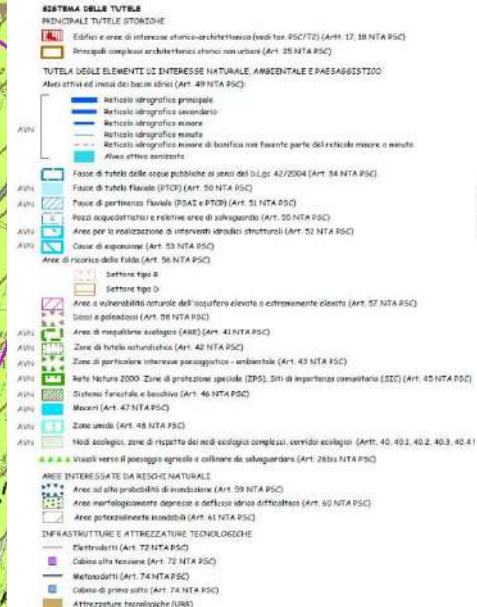 SISTEMA DELLE TUTELE
PRINCIPALI TUTELE STORICHE
Edifici e aree di interesse storico-architettonico (vedi tav. PSC/T2) (Artt. 17, 18 NTA PSC)
Principali complessi architettonici storici non urbani (Art. 25 NTA PSC)
TUTELA DEGLI ELEMENTI DI INTERESSE NATURALE, AMBIENTALE E PAESAGGISTICO
Alvei attivi ed invasi dei bacini idrici (Art. 49 NTA PSC):
Reticolo idrografico principale
Reticolo idrografico secondario
Reticolo idrografico minore
AVN
Reticolo idrografico minuto
Reticolo idrografico minore di bonifica non facente parte del reticolo minore o minuto
Alveo attivo zonizzato
Fasce di tutela delle acque pubbliche ai sensi del D.Lgs. 42/2004 (Art. 54 NTA PSC)
AVN Fasce di tutela fluviale (PTCP) (Art. 50 NTA PSC)
AVN Fasce di pertinenza fluviale (PSAI e PTCP) (Art. 51 NTA PSC)
Pozzi acquedottistici e relative aree di salvaguardia (Art. 55 NTA PSC)
AVN Aree per la realizzazione di interventi idraulici strutturali (Art. 52 NTA PSC)
AVN Casse di espansione (Art. 53 NTA PSC)
Aree di ricarica della falda (Art. 56 NTA PSC)
Settore tipo B
Settore tipo D
Aree a vulnerabilità naturale dell'acquifero elevata o estremamente elevata (Art. 57 NTA PSC)
Dossi e paleodossi (Art. 58 NTA PSC)
AVN Aree di riequilibrio ecologico (ARE) (Art. 41 NTA PSC)
AVN Zone di tutela naturalistica (Art. 42 NTA PSC)
AVN Zone di particolare interesse paesaggistico - ambientale (Art. 43 NTA PSC)
AVN Rete Natura 2000: Zone di protezione speciale (ZPS), Siti di importanza comunitaria (SIC) (Art. 45 NTA PSC)
AVN Sistema forestale e boschivo (Art. 46 NTA PSC)
AVN Maceri (Art. 47 NTA PSC)
AVN Zone umide (Art. 48 NTA PSC)
AVN Nodi ecologici, zone di rispetto dei nodi ecologici complessi, corridoi ecologici (Artt. 40, 40.1, 40.2, 40.3, 40.4
Visuali verso il paesaggio agricolo e collinare da salvaguardare (Art. 26bis NTA PSC)
AREE INTERESSATE DA RISCHI NATURALI
Aree ad alta probabilità di inondazione (Art. 59 NTA PSC)
Aree morfologicamente depresse a deflusso idrico difficoltoso (Art. 60 NTA PSC)
Aree potenzialmente inondabili (Art. 61 NTA PSC)
INFRASTRUTTURE E ATTREZZATURE TECNOLOGICHE
Elettrodotti (Art. 72 NTA PSC)
Cabina alta tensione (Art. 72 NTA PSC)
Metanodotti (Art. 74 NTA PSC)
Cabina di primo salto (Art. 74 NTA PSC)
Attrezzature tecnologiche (URB)